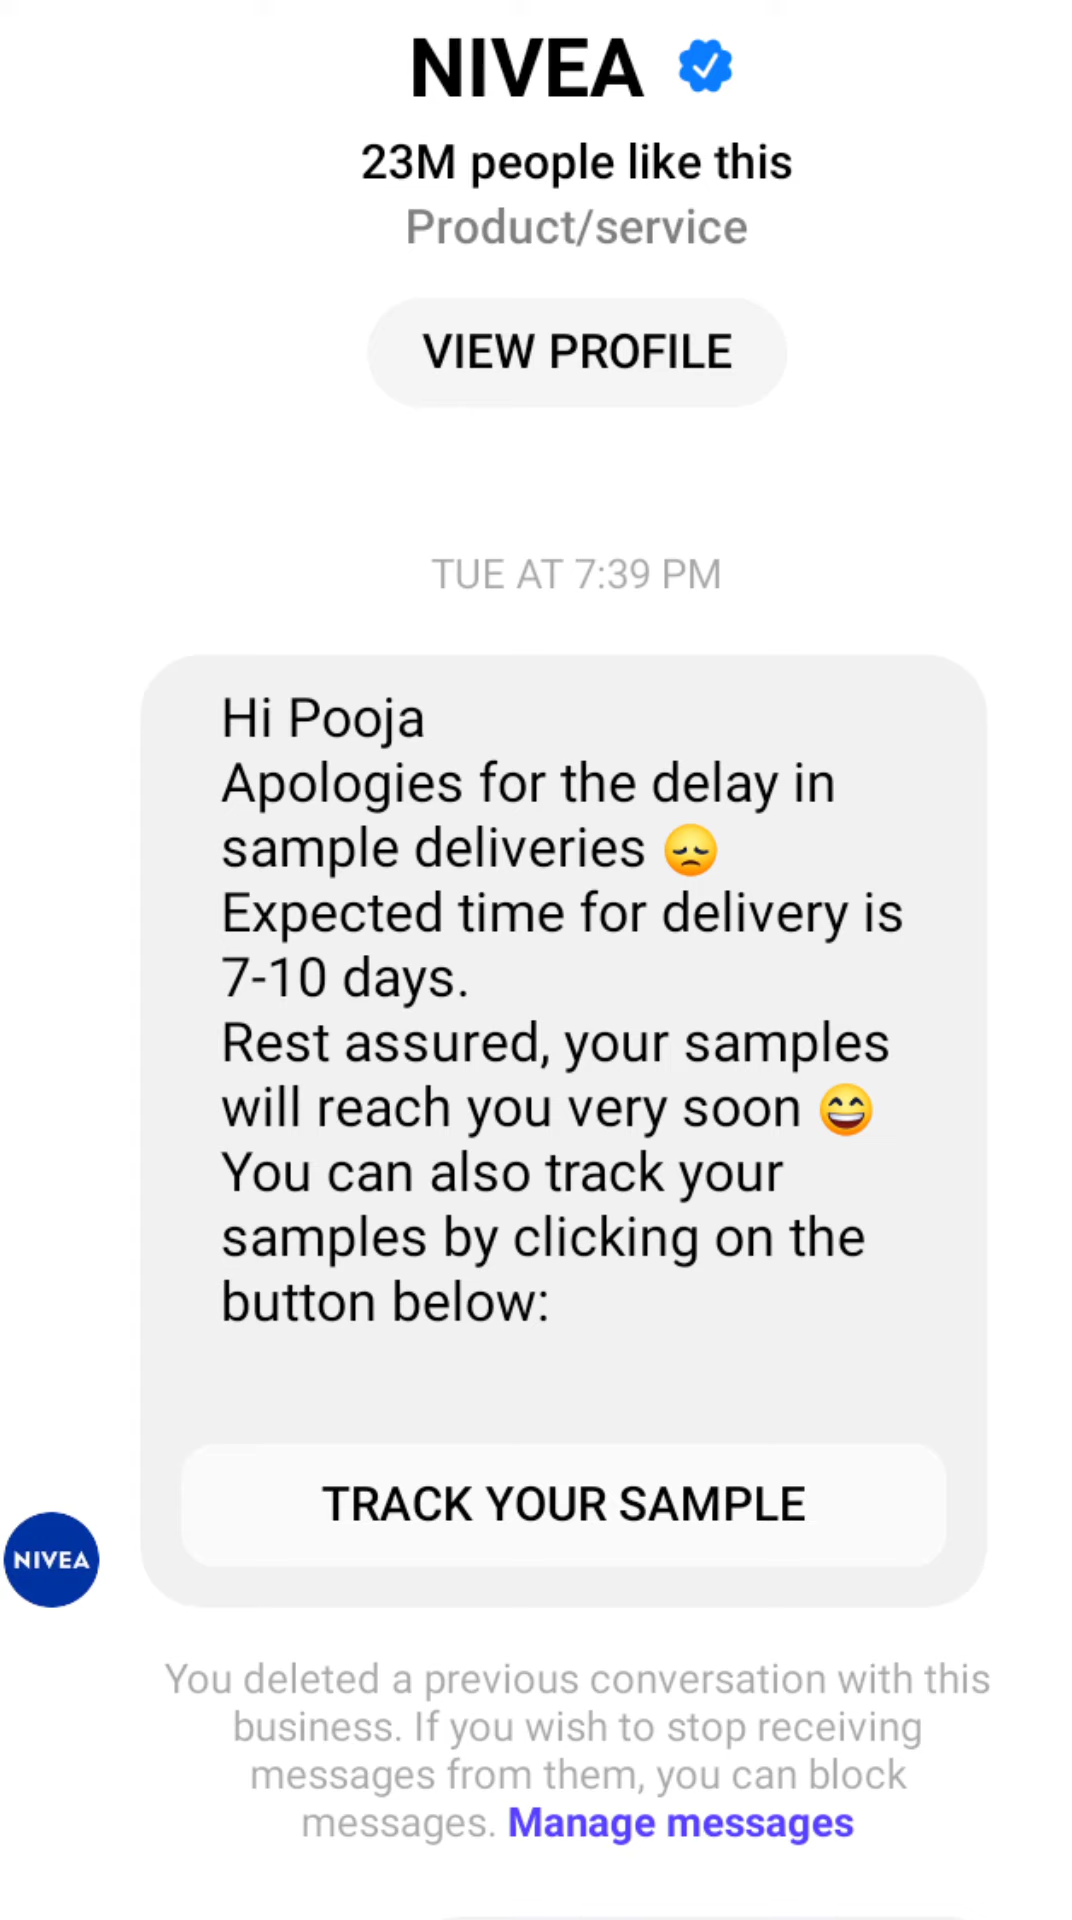 NIVEA
23M people like this
Product/service
VIEW PROFILE
TUE AT 7:39 PM
Hi Pooja
Apologies for the delay in
sample deliveries 😞
Expected time for delivery is
7-10 days.
Rest assured, your samples
will reach you very soon 😄
You can also track your
samples by clicking on the
button below:
TRACK YOUR SAMPLE
NIVEA
You deleted a previous conversation with this
business. If you wish to stop receiving
messages from them, you can block
messages. Manage messages